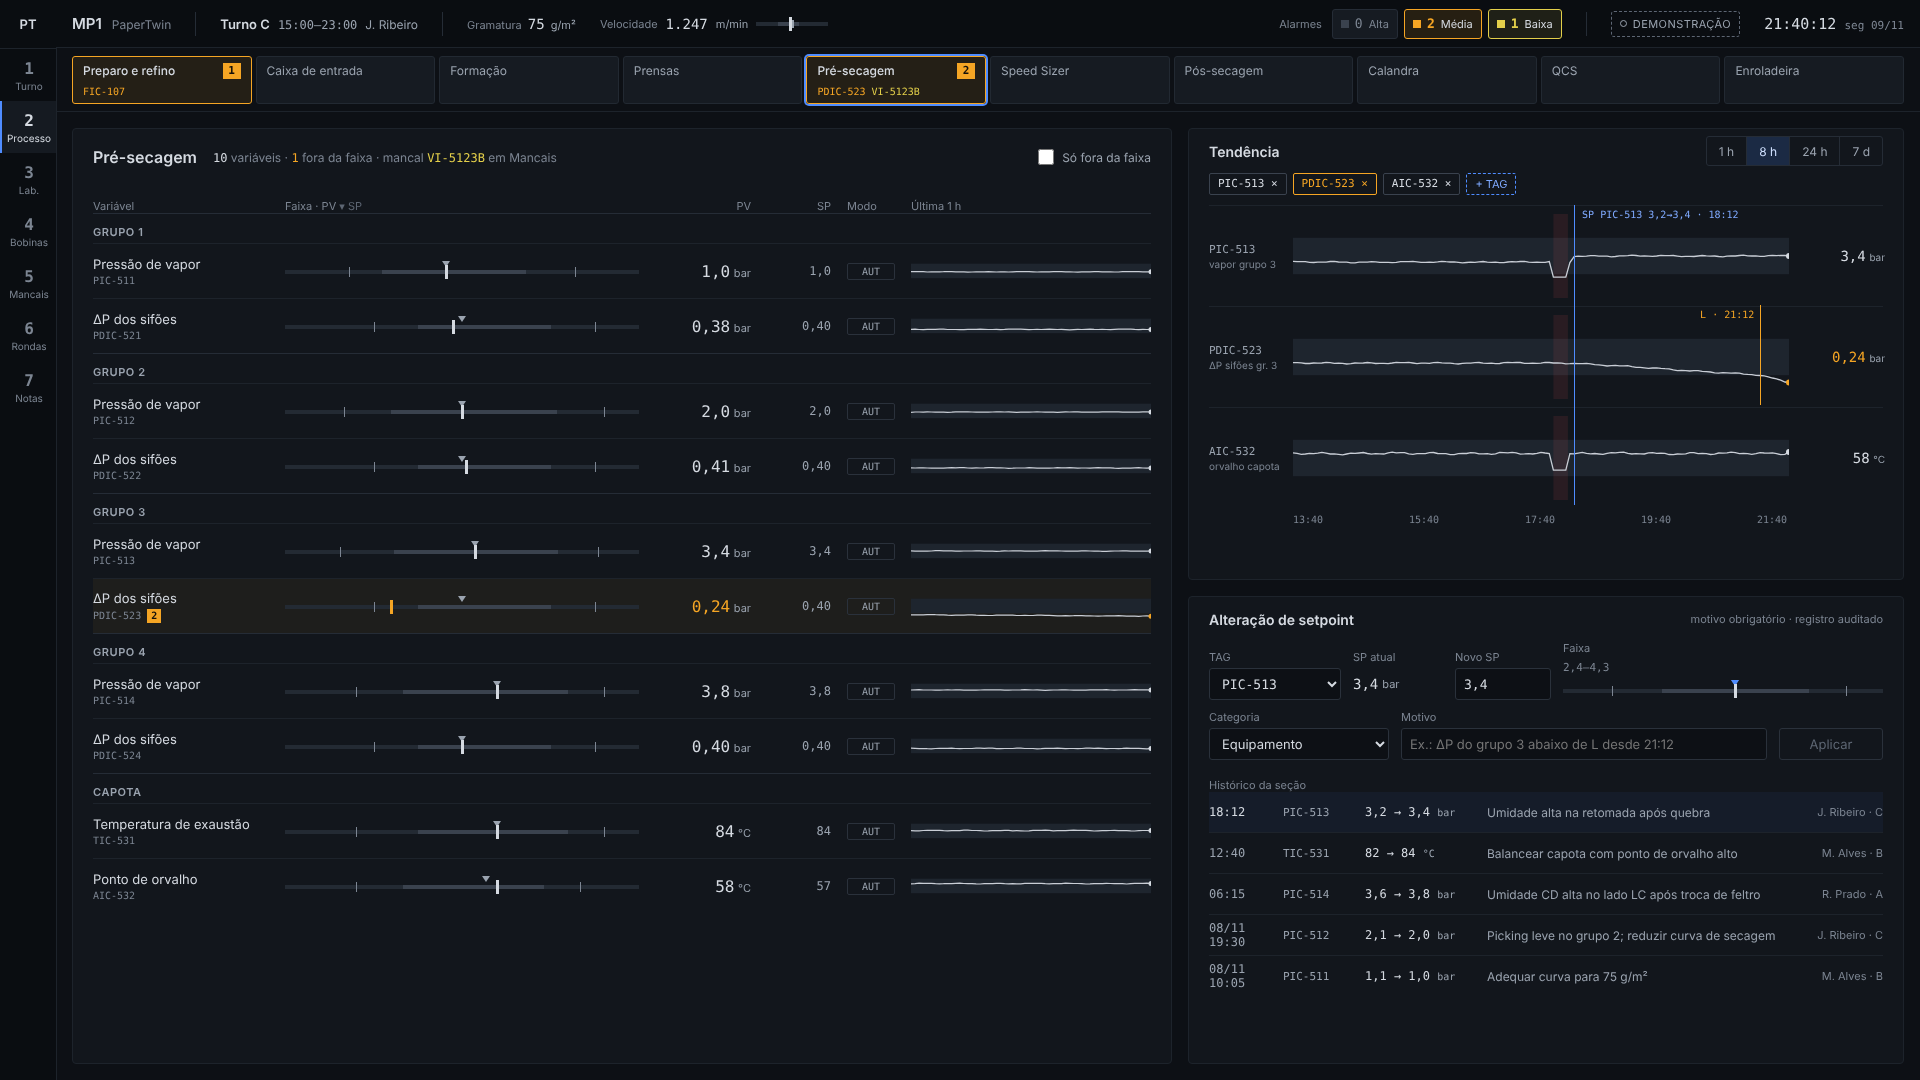 PT
MP1 PaperTwin
Turno C 15:00–23:00 J. Ribeiro
Gramatura 75 g/m²
Velocidade 1.247 m/min
Alarmes
0 Alta
2 Média
1 Baixa
DEMONSTRAÇÃO
21:40:12 seg 09/11
1
Turno
2
Processo
3
Lab.
4
Bobinas
5
Mancais
6
Rondas
7
Notas
Preparo e refino 1
FIC-107
Caixa de entrada
Formação
Prensas
Pré-secagem 2
PDIC-523 VI-5123B
Speed Sizer
Pós-secagem
Calandra
QCS
Enroladeira
Pré-secagem 10 variáveis · 1 fora da faixa · mancal VI-5123B em Mancais
Só fora da faixa
Variável Faixa · PV ▾ SP PV SP Modo Última 1 h
GRUPO 1
Pressão de vapor
PIC-511
1,0 bar 1,0 AUT
ΔP dos sifões
PDIC-521
0,38 bar 0,40 AUT
GRUPO 2
Pressão de vapor
PIC-512
2,0 bar 2,0 AUT
ΔP dos sifões
PDIC-522
0,41 bar 0,40 AUT
GRUPO 3
Pressão de vapor
PIC-513
3,4 bar 3,4 AUT
ΔP dos sifões
PDIC-523 2
0,24 bar 0,40 AUT
GRUPO 4
Pressão de vapor
PIC-514
3,8 bar 3,8 AUT
ΔP dos sifões
PDIC-524
0,40 bar 0,40 AUT
CAPOTA
Temperatura de exaustão
TIC-531
84 °C 84 AUT
Ponto de orvalho
AIC-532
58 °C 57 AUT
Tendência
1 h 8 h 24 h 7 d
PIC-513 × PDIC-523 × AIC-532 × + TAG
SP PIC-513 3,2→3,4 · 18:12
PIC-513
vapor grupo 3
3,4 bar
L · 21:12
PDIC-523
ΔP sifões gr. 3
0,24 bar
AIC-532
orvalho capota
58 °C
13:40 15:40 17:40 19:40 21:40
Alteração de setpoint
motivo obrigatório · registro auditado
TAG
PIC-513
SP atual
3,4 bar
Novo SP
3,4
Faixa
2,4–4,3
Categoria
Equipamento
Motivo
Ex.: ΔP do grupo 3 abaixo de L desde 21:12
Aplicar
Histórico da seção
18:12 PIC-513 3,2 → 3,4 bar Umidade alta na retomada após quebra J. Ribeiro · C
12:40 TIC-531 82 → 84 °C Balancear capota com ponto de orvalho alto M. Alves · B
06:15 PIC-514 3,6 → 3,8 bar Umidade CD alta no lado LC após troca de feltro R. Prado · A
08/11
19:30 PIC-512 2,1 → 2,0 bar Picking leve no grupo 2; reduzir curva de secagem J. Ribeiro · C
08/11
10:05 PIC-511 1,1 → 1,0 bar Adequar curva para 75 g/m² M. Alves · B